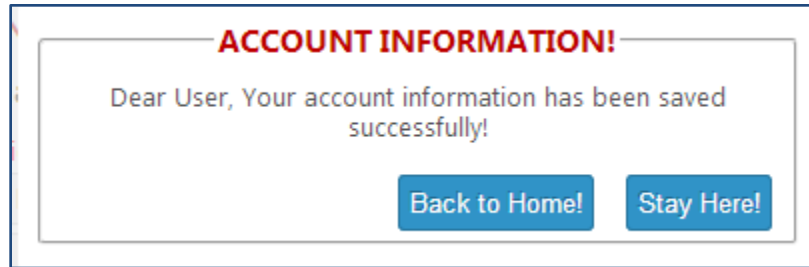 ACCOUNT INFORMATION!
Dear User, Your account information has been saved
successfully!
Back to Home! Stay Here!